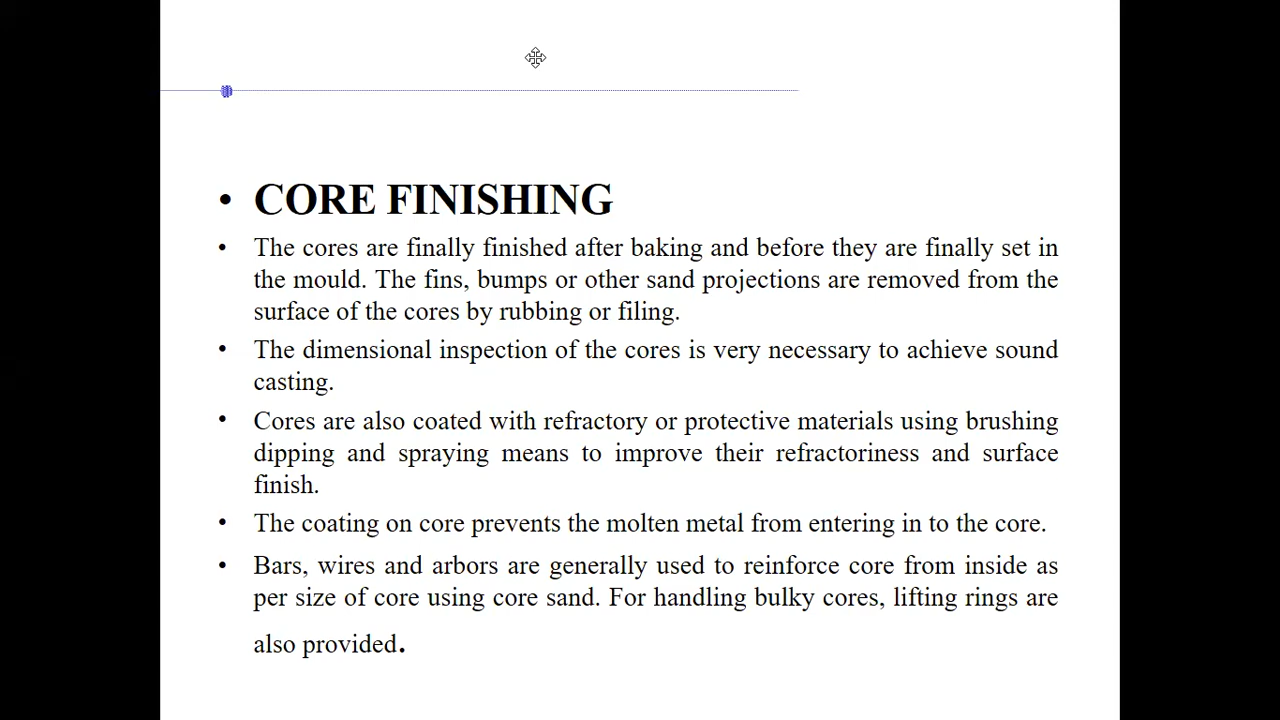 • CORE FINISHING
• The cores are finally finished after baking and before they are finally set in
the mould. The fins, bumps or other sand projections are removed from the
surface of the cores by rubbing or filing.
• The dimensional inspection of the cores is very necessary to achieve sound
casting.
• Cores are also coated with refractory or protective materials using brushing
dipping and spraying means to improve their refractoriness and surface
finish.
• The coating on core prevents the molten metal from entering in to the core.
• Bars, wires and arbors are generally used to reinforce core from inside as
per size of core using core sand. For handling bulky cores, lifting rings are
also provided.